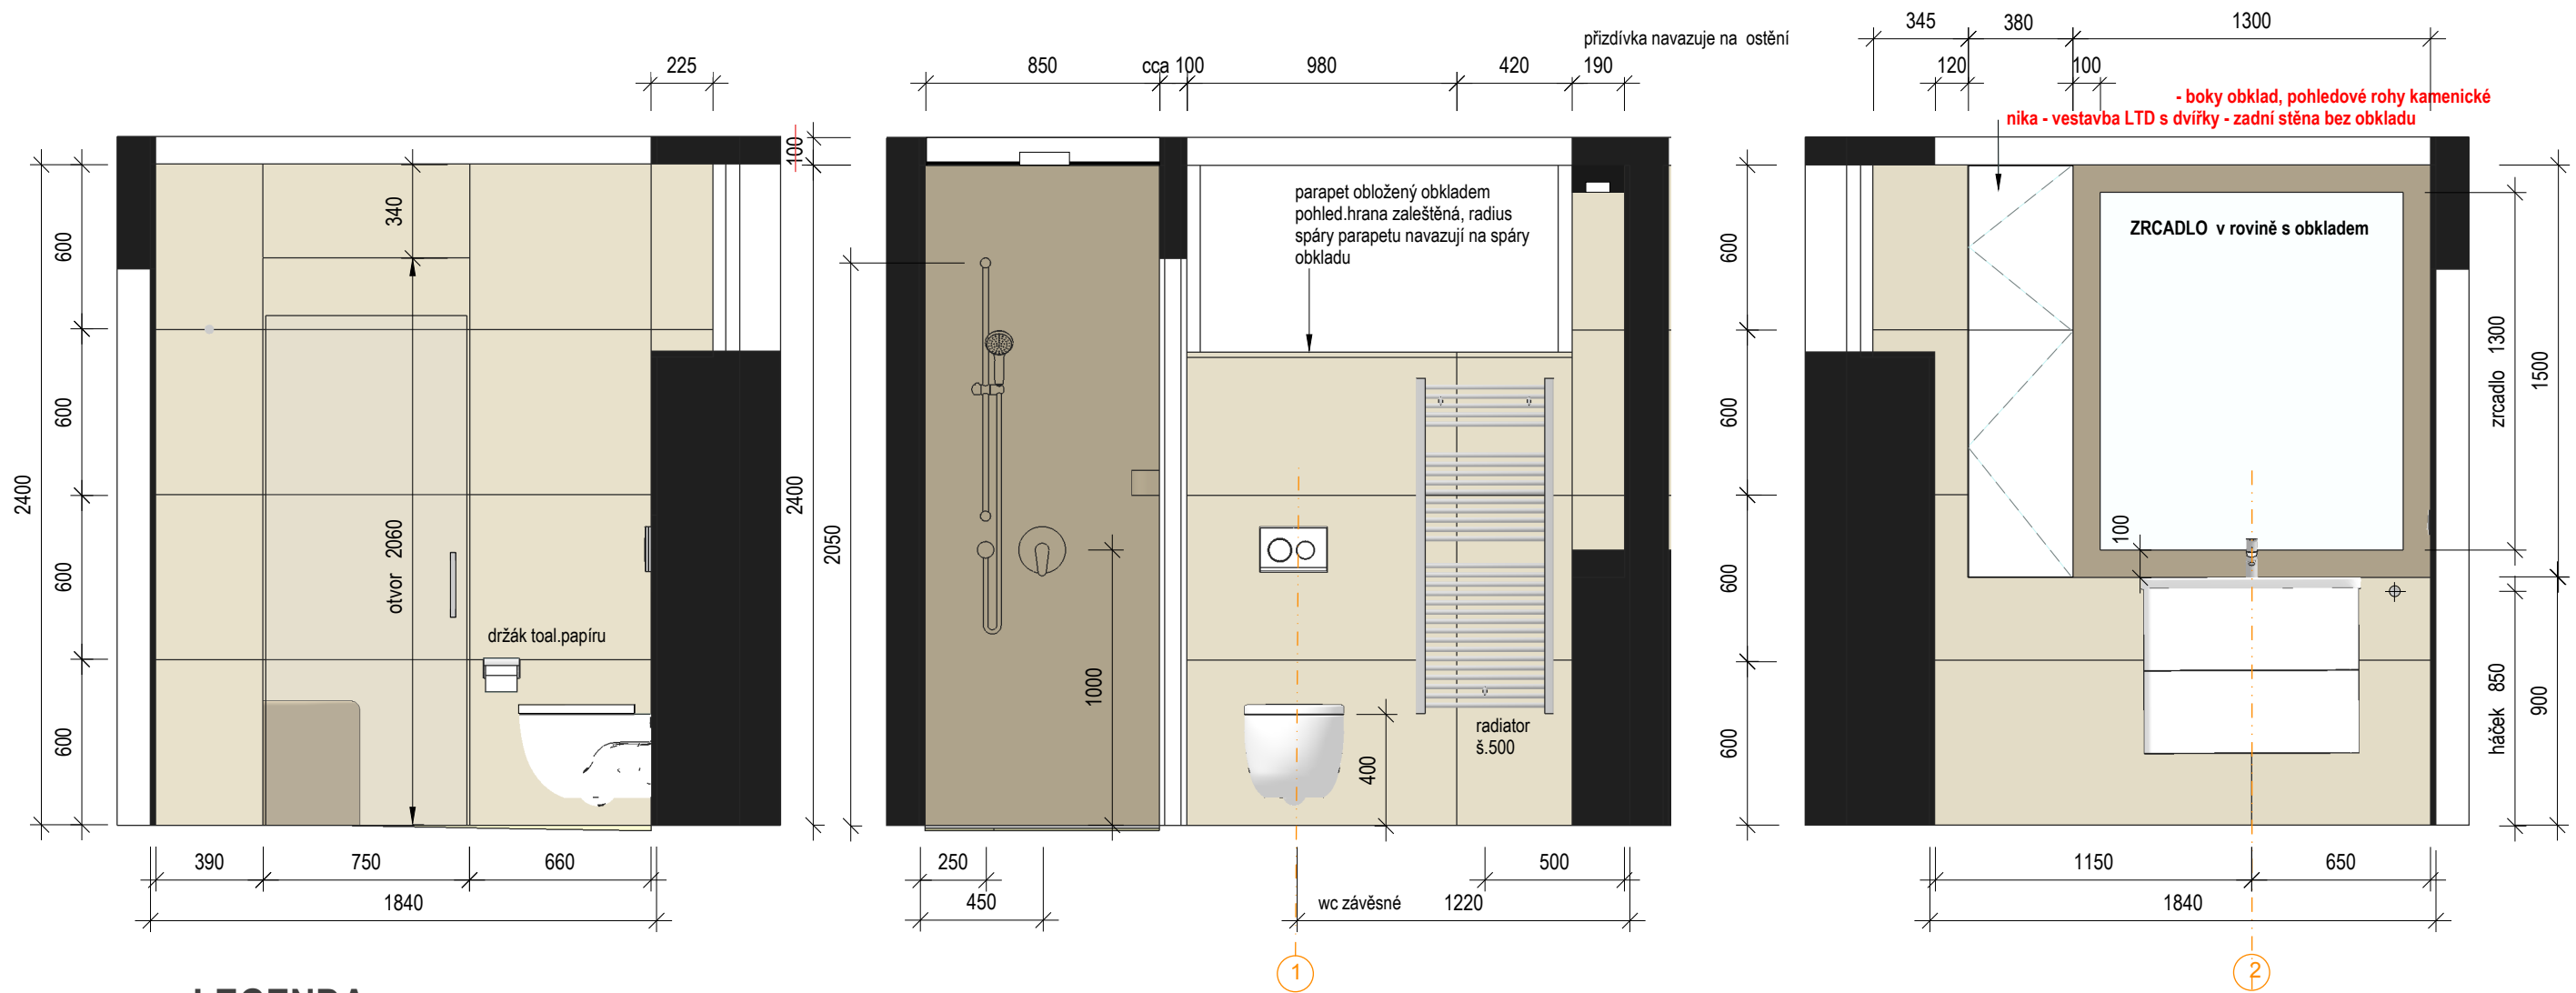 225
100
340
600
600
600
600
2400
otvor 2060
držák toal.papíru
390
750
660
1840
přizdívka navazuje na ostění
850
cca 100
980
420
190
parapet obložený obkladem
pohled.hrana zaleštěná, radius
spáry parapetu navazují na spáry
obkladu
2400
2050
1000
400
radiator
š.500
250
500
450
wc závěsné
1220
1
345
380
1300
120
100
- boky obklad, pohledové rohy kamenické
nika - vestavba LTD s dvířky - zadní stěna bez obkladu
ZRCADLO v rovině s obkladem
600
600
600
600
100
zrcadlo 1300
1500
háček 850
900
1150
650
1840
2